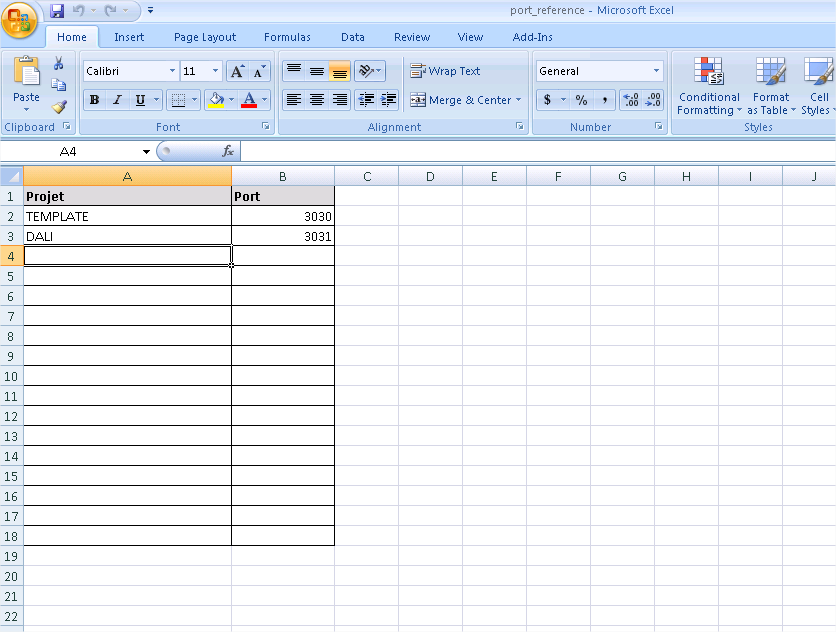 port_reference - Microsoft Excel
Home Insert Page Layout Formulas Data Review View Add-Ins
Calibri 11 A A Wrap Text General
Paste B I U A Merge & Center $ % , .00 .0 Conditional Formatting Format as Table Cell Styles
Clipboard Font Alignment Number Styles
A4 fx
A B C D E F G H I J
1 Projet Port
2 TEMPLATE 3030
3 DALI 3031
4
5
6
7
8
9
10
11
12
13
14
15
16
17
18
19
20
21
22